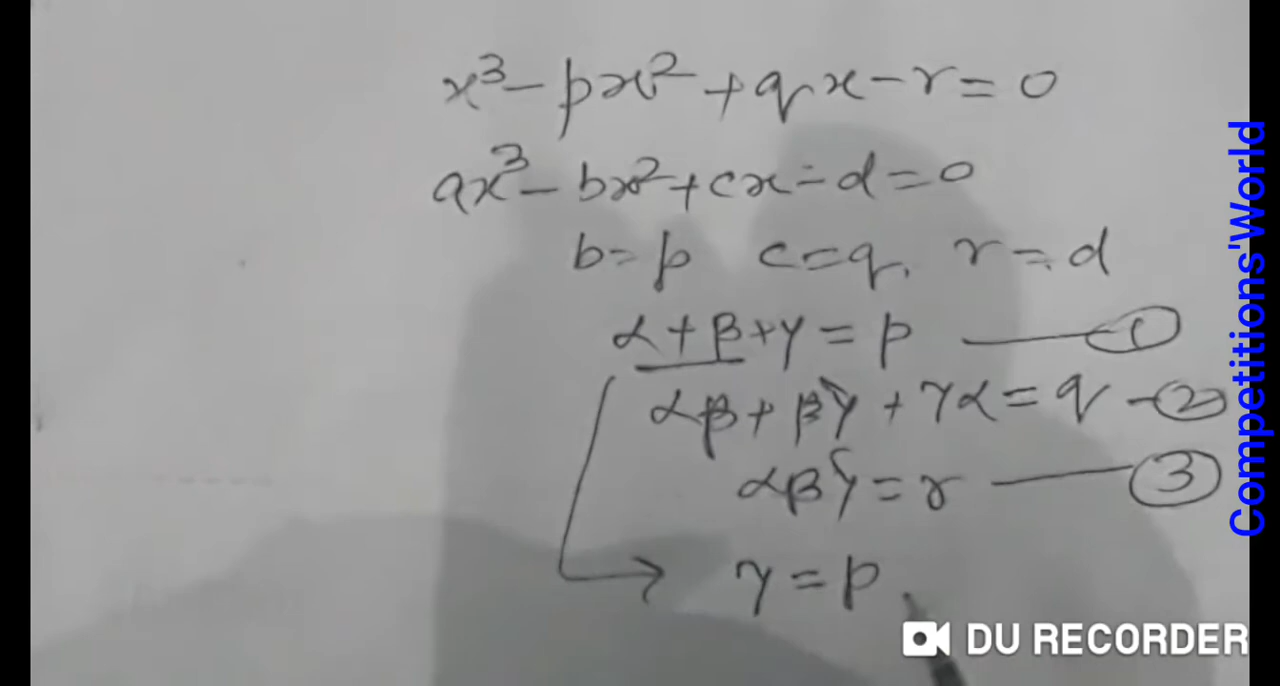 x³ - px² + qx - r = 0
ax³ - bx² + cx - d = 0
b = p c = q, r = d
α + β + γ = p —— ①
αβ + βγ + γα = q - ②
αβγ = r —— ③
→ γ = p
Competitions'World
DU RECORDER